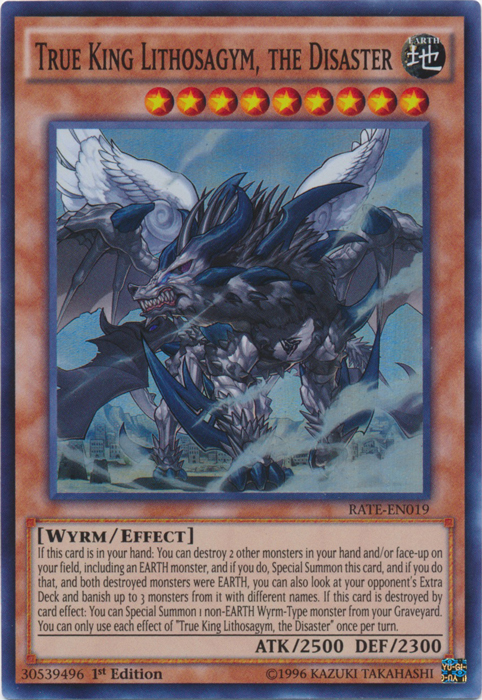 True King Lithosagym, the Disaster
EARTH
地
RATE-EN019
[Wyrm/Effect]
If this card is in your hand: You can destroy 2 other monsters in your hand and/or face-up on
your field, including an EARTH monster, and if you do, Special Summon this card, and if you do
that, and both destroyed monsters were EARTH, you can also look at your opponent's Extra
Deck and banish up to 3 monsters from it with different names. If this card is destroyed by
card effect: You can Special Summon 1 non-EARTH Wyrm-Type monster from your Graveyard.
You can only use each effect of "True King Lithosagym, the Disaster" once per turn.
ATK/2500 DEF/2300
30539496 1st Edition ©1996 KAZUKI TAKAHASHI